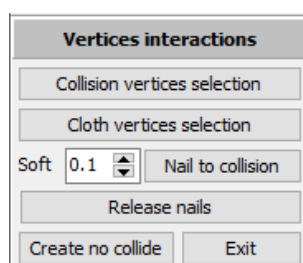 Vertices interactions
Collision vertices selection
Cloth vertices selection
Soft 0.1 Nail to collision
Release nails
Create no collide Exit